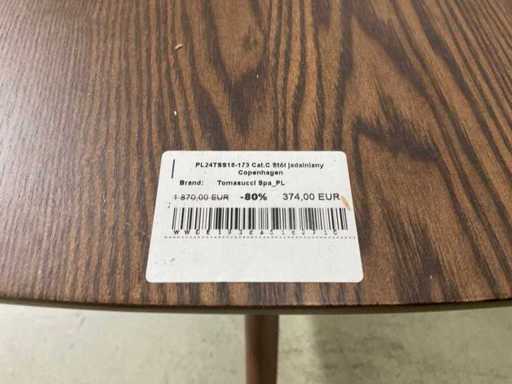 PL24TSS16-173 Cat.C Stół jadalniany
Copenhagen
Brand: Tomasucci Spa_PL
1 870,00 EUR -80% 374,00 EUR